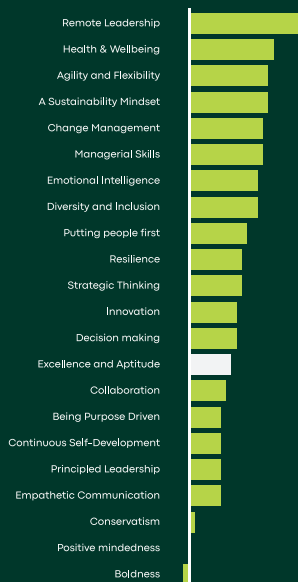 Remote Leadership
Health & Wellbeing
Agility and Flexibility
A Sustainability Mindset
Change Management
Managerial Skills
Emotional Intelligence
Diversity and Inclusion
Putting people first
Resilience
Strategic Thinking
Innovation
Decision making
Excellence and Aptitude
Collaboration
Being Purpose Driven
Continuous Self-Development
Principled Leadership
Empathetic Communication
Conservatism
Positive mindedness
Boldness